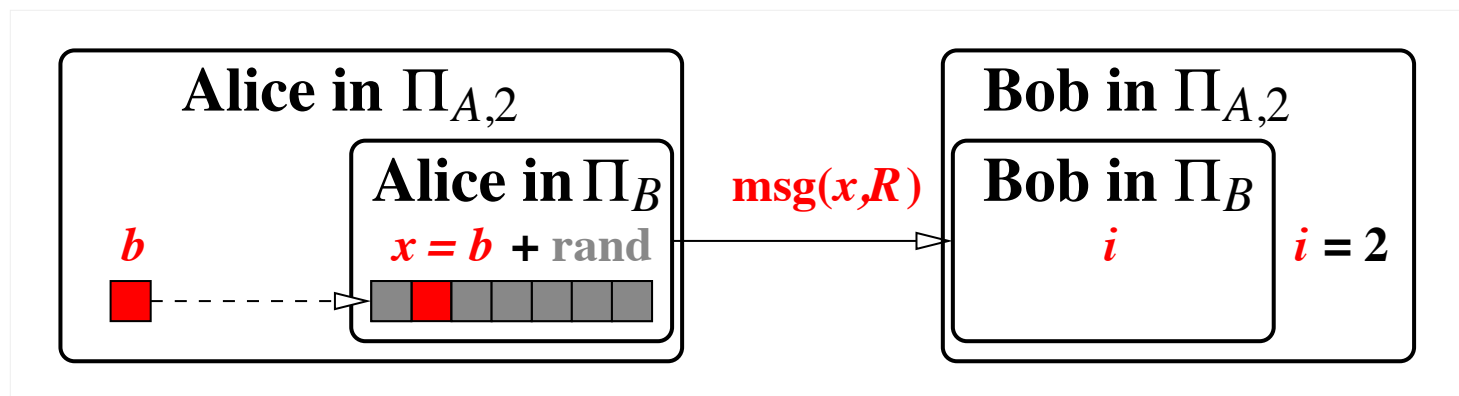 Alice in Π_{A,2}
Alice in Π_B
b
x = b + rand
msg(x,R)
Bob in Π_{A,2}
Bob in Π_B
i
i = 2